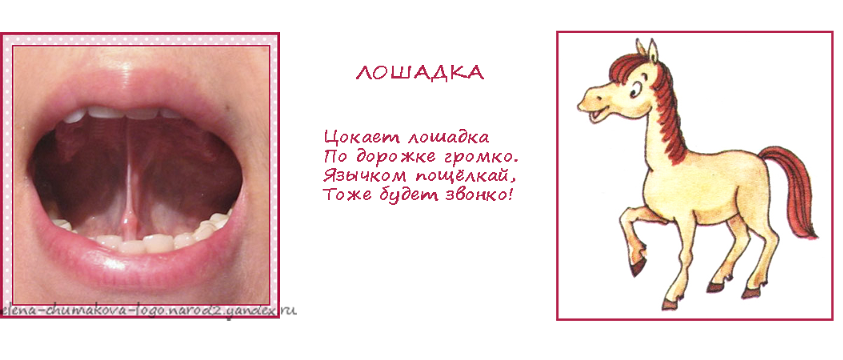 ЛОШАДКА
Цокает лошадка
По дорожке громко.
Язычком пощёлкай,
Тоже будет звонко!
elena-chumakova-logo.narod2.yandex.ru